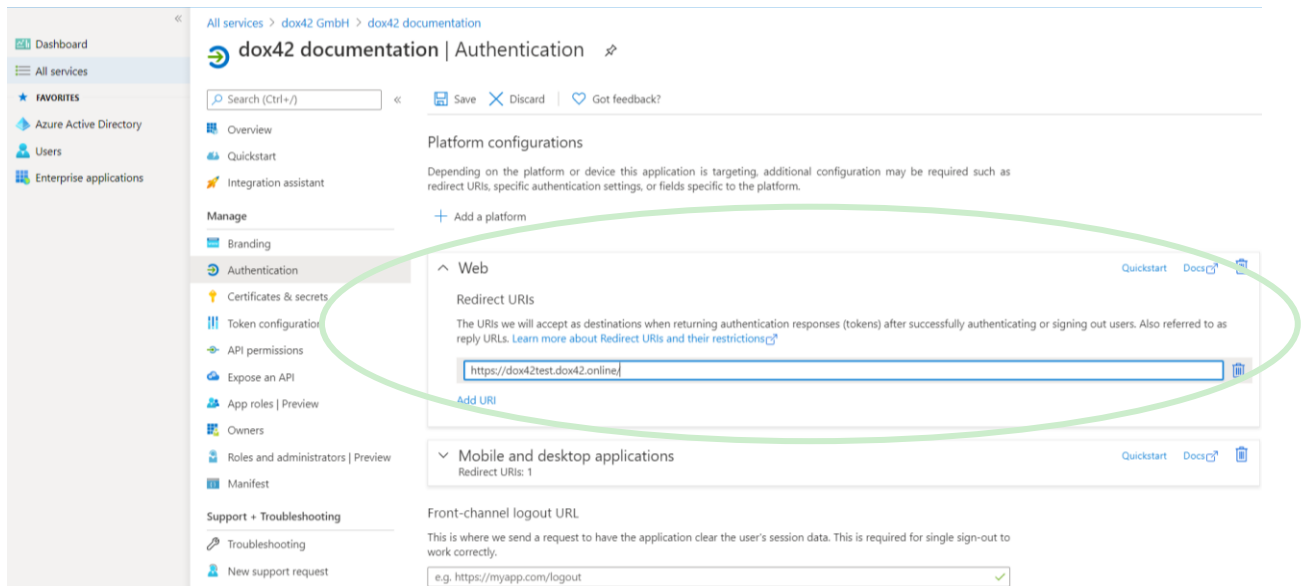 All services > dox42 GmbH > dox42 documentation
dox42 documentation | Authentication
Dashboard
All services
FAVORITES
Azure Active Directory
Users
Enterprise applications
Search (Ctrl+/)
Overview
Quickstart
Integration assistant
Manage
Branding
Authentication
Certificates & secrets
Token configuration
API permissions
Expose an API
App roles | Preview
Owners
Roles and administrators | Preview
Manifest
Support + Troubleshooting
Troubleshooting
New support request
Save Discard Got feedback?
Platform configurations
Depending on the platform or device this application is targeting, additional configuration may be required such as
redirect URIs, specific authentication settings, or fields specific to the platform.
Add a platform
Web Quickstart Docs
Redirect URIs
The URIs we will accept as destinations when returning authentication responses (tokens) after successfully authenticating or signing out users. Also referred to as
reply URLs. Learn more about Redirect URIs and their restrictions
https://dox42test.dox42.online/
Add URI
Mobile and desktop applications Quickstart Docs
Redirect URIs: 1
Front-channel logout URL
This is where we send a request to have the application clear the user's session data. This is required for single sign-out to
work correctly.
e.g. https://myapp.com/logout